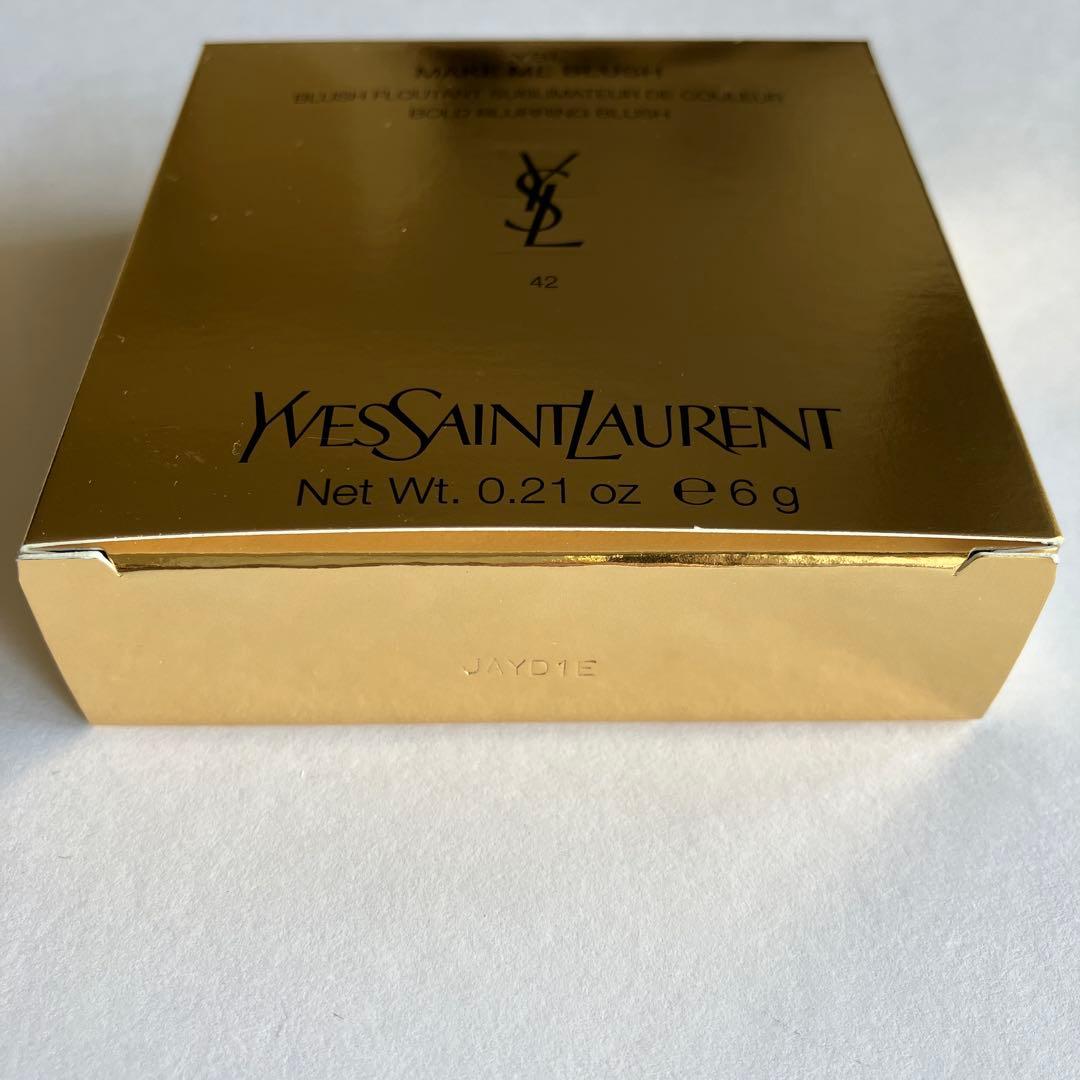 MAKE ME BLUSH
BLUSH FLOUTANT SUBLIMATEUR DE COULEUR
BOLD BLURRING BLUSH
YSL
42
YVESSAINTLAURENT
Net Wt. 0.21 oz ℮ 6 g
JAYD1E